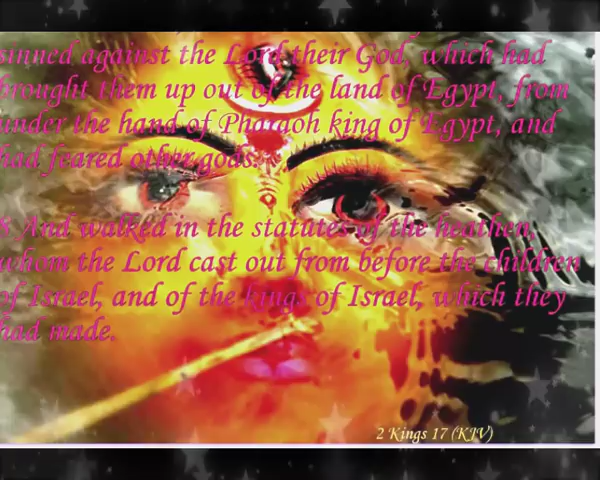 sinned against the Lord their God, which had
brought them up out of the land of Egypt, from
under the hand of Pharaoh king of Egypt, and
had feared other gods.
8 And walked in the statutes of the heathen,
whom the Lord cast out from before the children
of Israel, and of the kings of Israel, which they
had made.
2 Kings 17 (KJV)